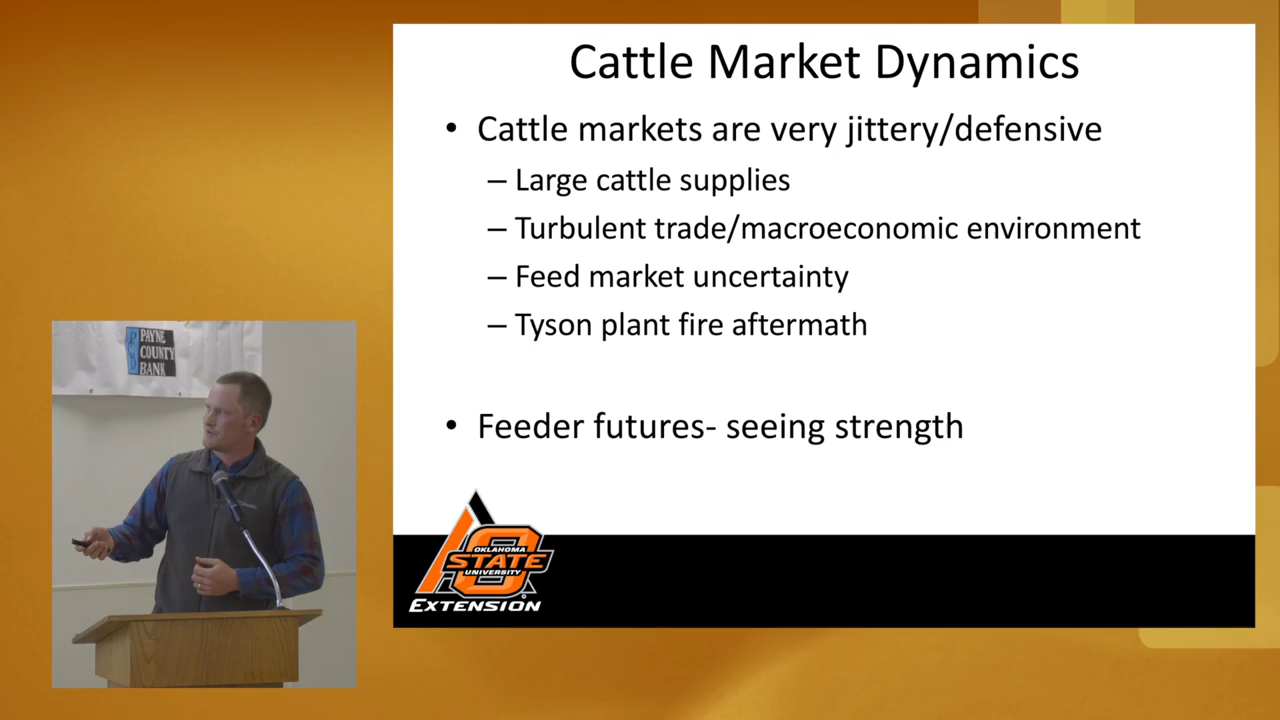 Cattle Market Dynamics
• Cattle markets are very jittery/defensive
– Large cattle supplies
– Turbulent trade/macroeconomic environment
– Feed market uncertainty
– Tyson plant fire aftermath
• Feeder futures- seeing strength
OKLAHOMA
STATE
UNIVERSITY
EXTENSION
PAYNE
COUNTY
BANK